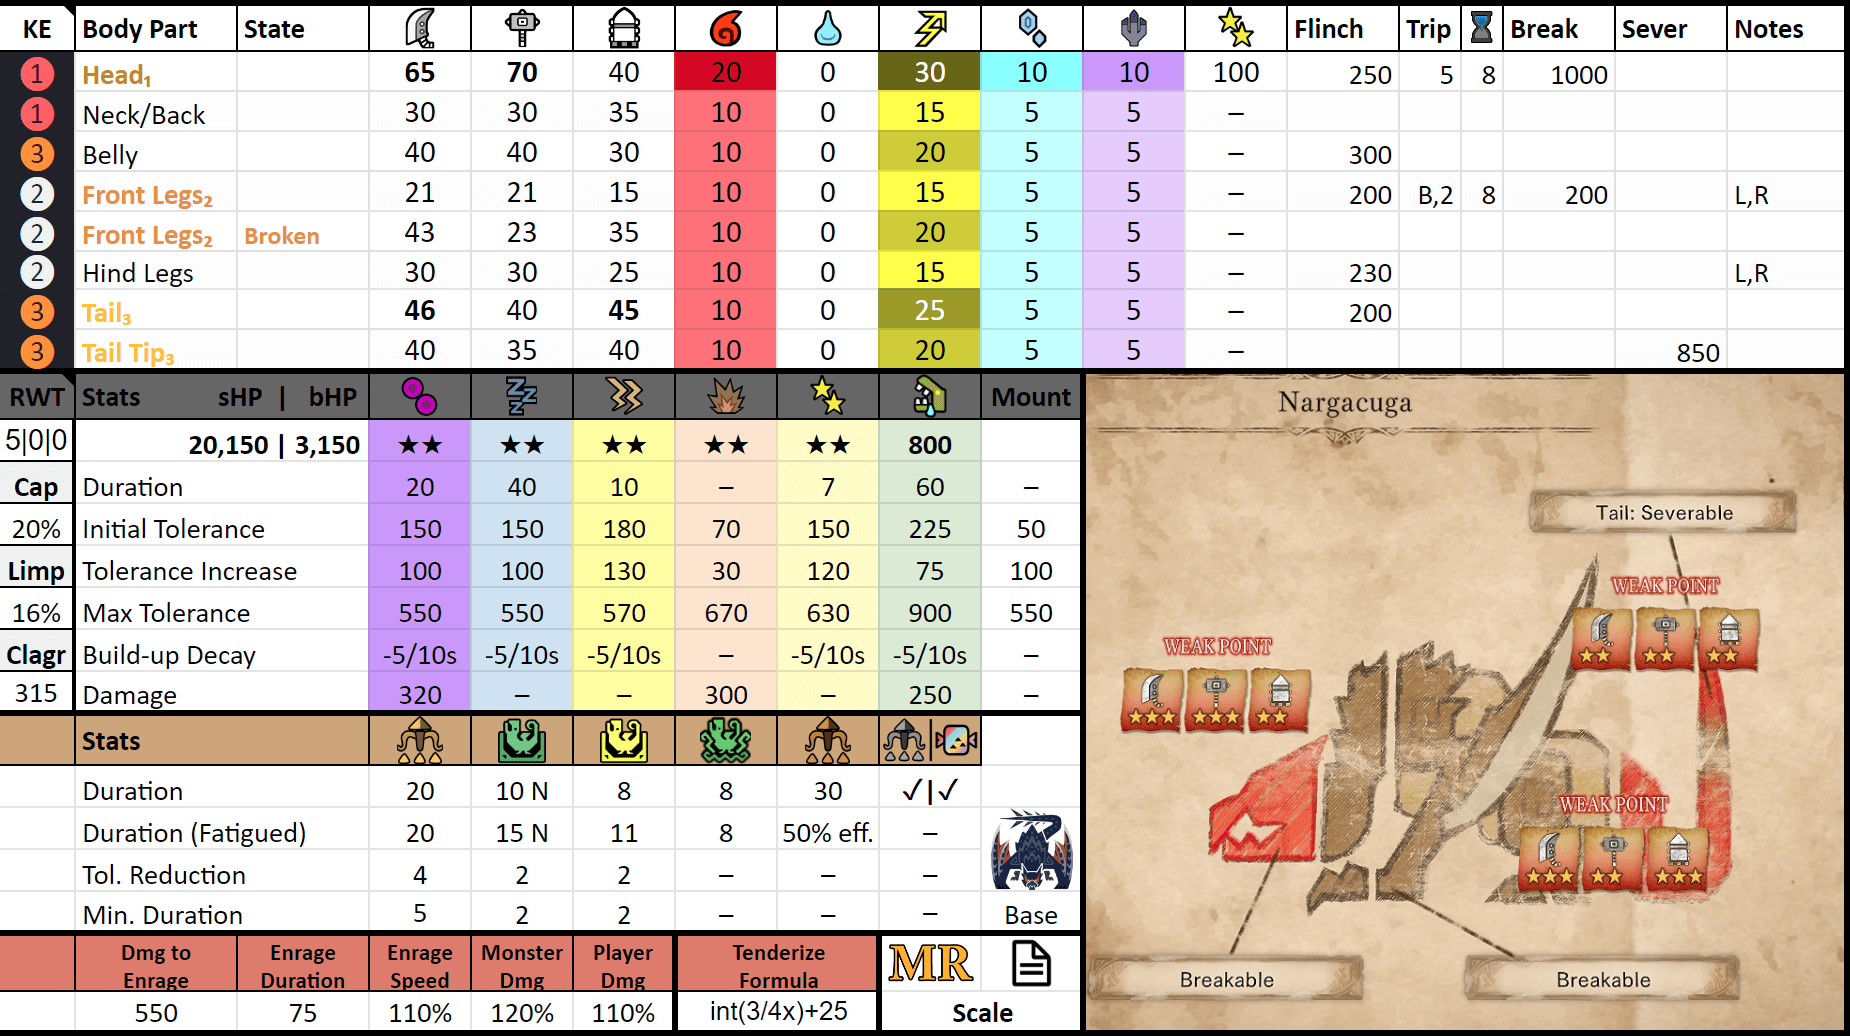 KE Body Part State Flinch Trip Break Sever Notes
1 Head₁ 65 70 40 20 0 30 10 10 100 250 5 8 1000
1 Neck/Back 30 30 35 10 0 15 5 5 –
3 Belly 40 40 30 10 0 20 5 5 – 300
2 Front Legs₂ 21 21 15 10 0 15 5 5 – 200 B,2 8 200 L,R
2 Front Legs₂ Broken 43 23 35 10 0 20 5 5 –
2 Hind Legs 30 30 25 10 0 15 5 5 – 230 L,R
3 Tail₃ 46 40 45 10 0 25 5 5 – 200
3 Tail Tip₃ 40 35 40 10 0 20 5 5 – 850
RWT Stats sHP | bHP Mount
5|0|0 20,150 | 3,150 ★★ ★★ ★★ ★★ ★★ 800
Cap Duration 20 40 10 – 7 60 –
20% Initial Tolerance 150 150 180 70 150 225 50
Limp Tolerance Increase 100 100 130 30 120 75 100
16% Max Tolerance 550 550 570 670 630 900 550
Clagr Build-up Decay -5/10s -5/10s -5/10s – -5/10s -5/10s –
315 Damage 320 – – 300 – 250 –
Stats
Duration 20 10 N 8 8 30 ✓|✓
Duration (Fatigued) 20 15 N 11 8 50% eff. –
Tol. Reduction 4 2 2 – – –
Min. Duration 5 2 2 – – – Base
Dmg to Enrage Enrage Monster Player Tenderize
Enrage Duration Speed Dmg Dmg Formula MR
550 75 110% 120% 110% int(3/4x)+25 Scale
Nargacuga
Tail: Severable
WEAK POINT
★★ ★★ ★★
WEAK POINT
★★★ ★★★ ★★
WEAK POINT
★★★ ★★ ★★★
Breakable
Breakable